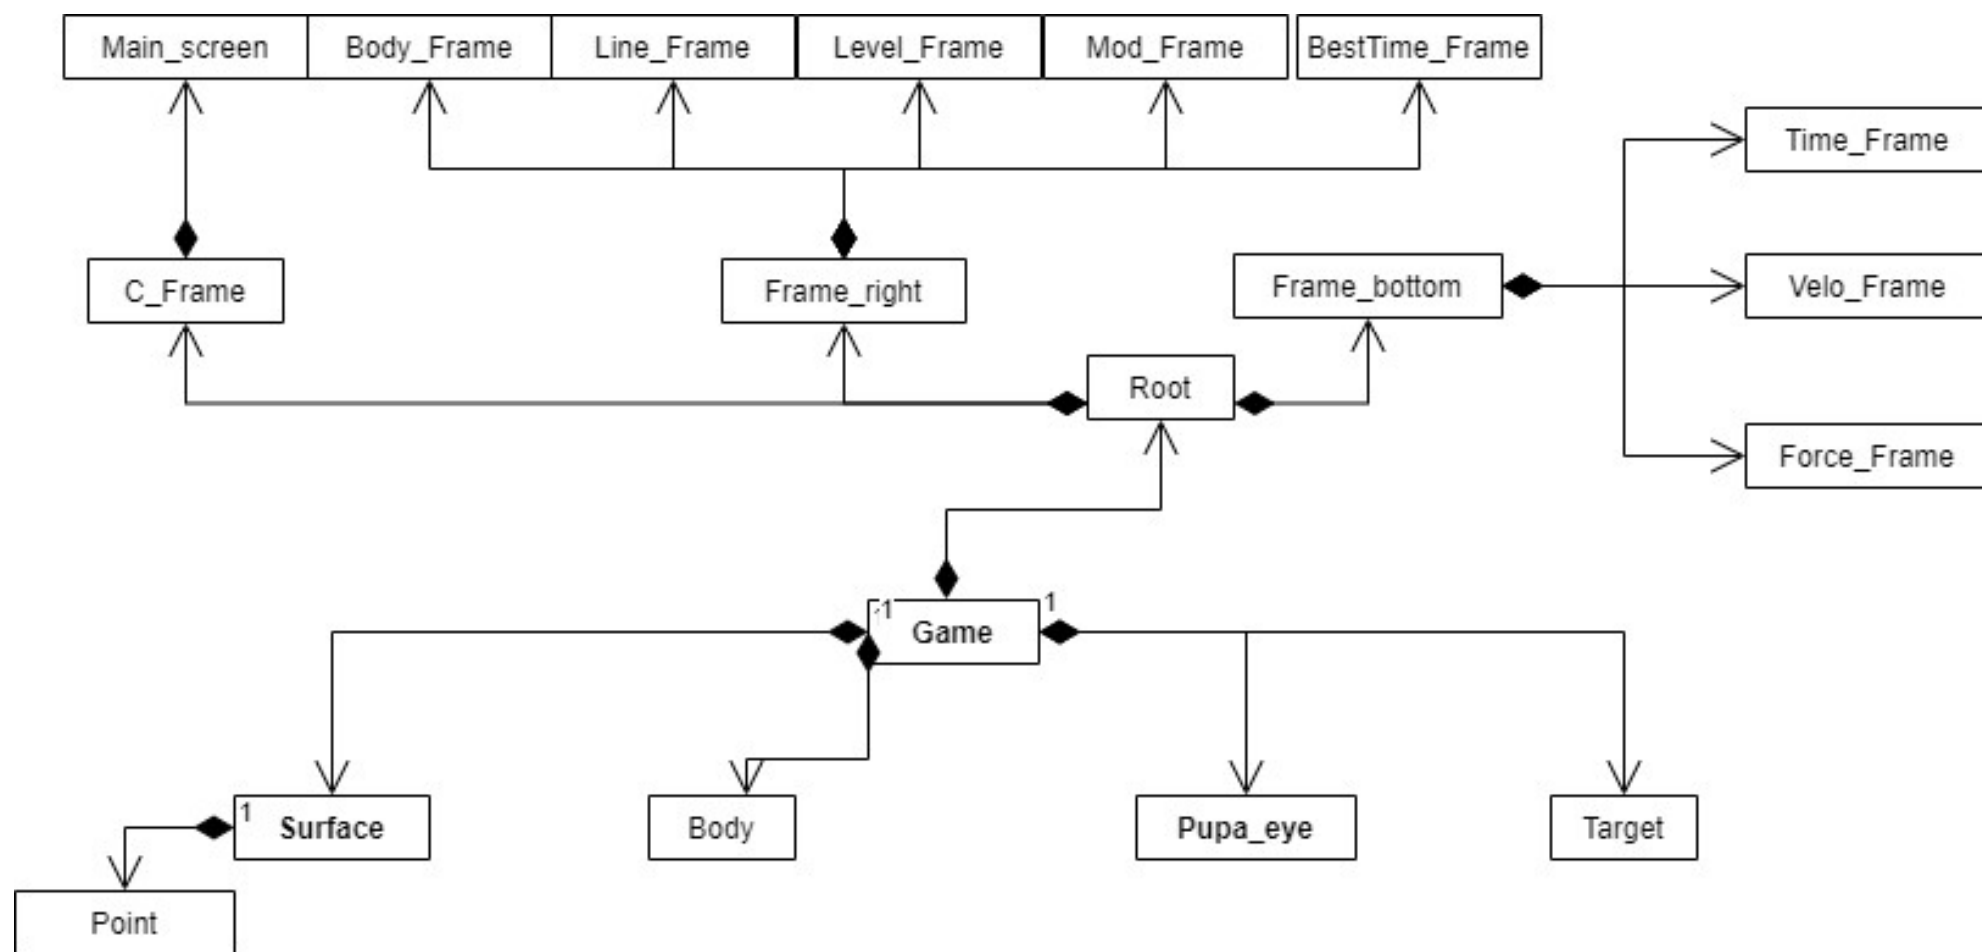 Main_screen
Body_Frame
Line_Frame
Level_Frame
Mod_Frame
BestTime_Frame
Time_Frame
C_Frame
Frame_right
Frame_bottom
Velo_Frame
Root
Force_Frame
1
1
Game
1
Surface
Body
Pupa_eye
Target
Point